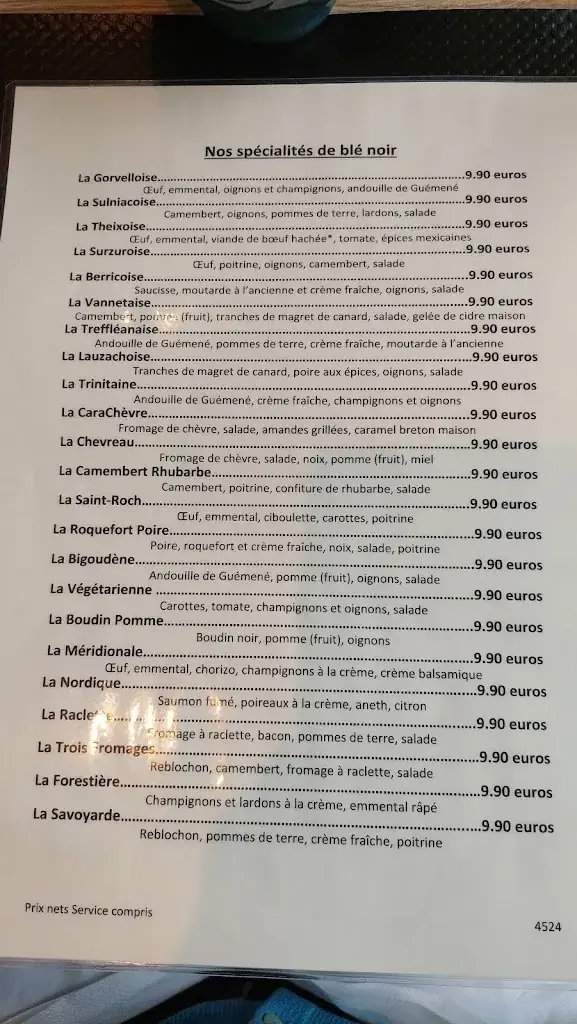 Nos spécialités de blé noir
La Gorvelloise.....9.90 euros
Œuf, emmental, oignons et champignons, andouille de Guémené
La Sulniacoise.....9.90 euros
Camembert, oignons, pommes de terre, lardons, salade
La Theixoise.....9.90 euros
Œuf, emmental, viande de bœuf hachée*, tomate, épices mexicaines
La Surzuroise.....9.90 euros
Œuf, poitrine, oignons, camembert, salade
La Berricoise.....9.90 euros
Saucisse, moutarde à l'ancienne et crème fraîche, oignons, salade
La Vannetaise.....9.90 euros
Camembert, pomme (fruit), tranches de magret de canard, salade, gelée de cidre maison
La Treffléanaise.....9.90 euros
Andouille de Guémené, pommes de terre, crème fraîche, moutarde à l'ancienne
La Lauzachoise.....9.90 euros
Tranches de magret de canard, poire aux épices, oignons, salade
La Trinitaine.....9.90 euros
Andouille de Guémené, crème fraîche, champignons et oignons
La CaraChèvre.....9.90 euros
Fromage de chèvre, salade, amandes grillées, caramel breton maison
La Chevreau.....9.90 euros
Fromage de chèvre, salade, noix, pomme (fruit), miel
La Camembert Rhubarbe.....9.90 euros
Camembert, poitrine, confiture de rhubarbe, salade
La Saint-Roch.....9.90 euros
Œuf, emmental, ciboulette, carottes, poitrine
La Roquefort Poire.....9.90 euros
Poire, roquefort et crème fraîche, noix, salade, poitrine
La Bigoudène.....9.90 euros
Andouille de Guémené, pomme (fruit), oignons, salade
La Végétarienne .....9.90 euros
Carottes, tomate, champignons et oignons, salade
La Boudin Pomme.....9.90 euros
Boudin noir, pomme (fruit), oignons
La Méridionale.....9.90 euros
Œuf, emmental, chorizo, champignons à la crème, crème balsamique
La Nordique.....9.90 euros
Saumon fumé, poireaux à la crème, aneth, citron
La Raclette.....9.90 euros
Fromage à raclette, bacon, pommes de terre, salade
La Trois Fromages.....9.90 euros
Reblochon, camembert, fromage à raclette, salade
La Forestière.....9.90 euros
Champignons et lardons à la crème, emmental râpé
La Savoyarde.....9.90 euros
Reblochon, pommes de terre, crème fraîche, poitrine
Prix nets Service compris
4524